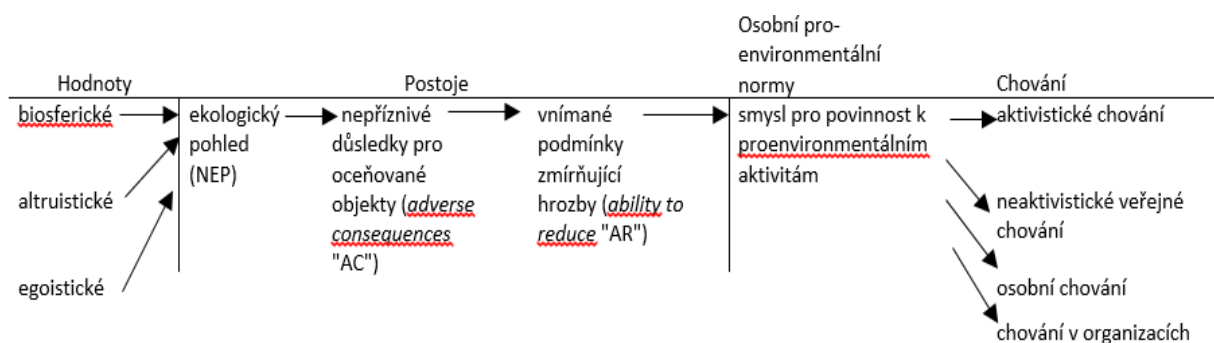 Osobní pro-
environmentální
normy
Hodnoty
Postoje
Chování
biosferické
altruistické
egoistické
ekologický
pohled
(NEP)
nepříznivé
důsledky pro
oceňované
objekty (adverse
consequences
"AC")
vnímané
podmínky
zmírňující
hrozby (ability to
reduce "AR")
smysl pro povinnost k
proenvironmentálním
aktivitám
aktivistické chování
neaktivistické veřejné
chování
osobní chování
chování v organizacích